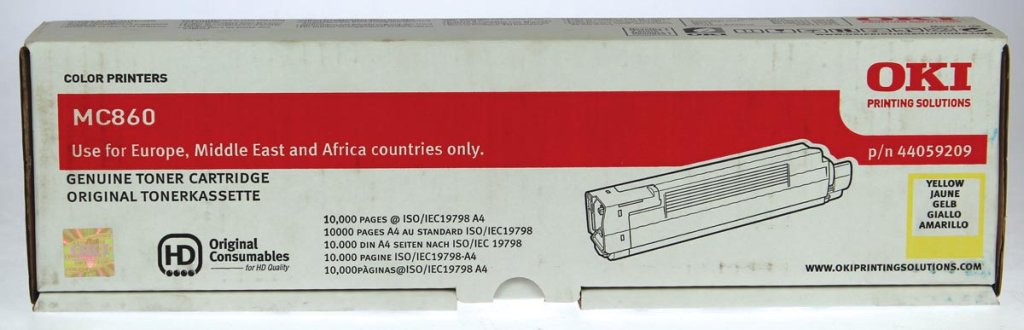 COLOR PRINTERS
OKI
PRINTING SOLUTIONS
MC860
Use for Europe, Middle East and Africa countries only.
p/n 44059209
GENUINE TONER CARTRIDGE
ORIGINAL TONERKASSETTE
YELLOW
JAUNE
GELB
GIALLO
AMARILLO
10,000 PAGES @ ISO/IEC19798 A4
10000 PAGES A4 AU STANDARD ISO/IEC19798
10.000 DIN A4 SEITEN NACH ISO/IEC 19798
10.000 PAGINE ISO/IEC19798-A4
10,000PÀGINAS@ISO/IEC19798 A4
HD
Original
Consumables
for HD Quality
WWW.OKIPRINTINGSOLUTIONS.COM